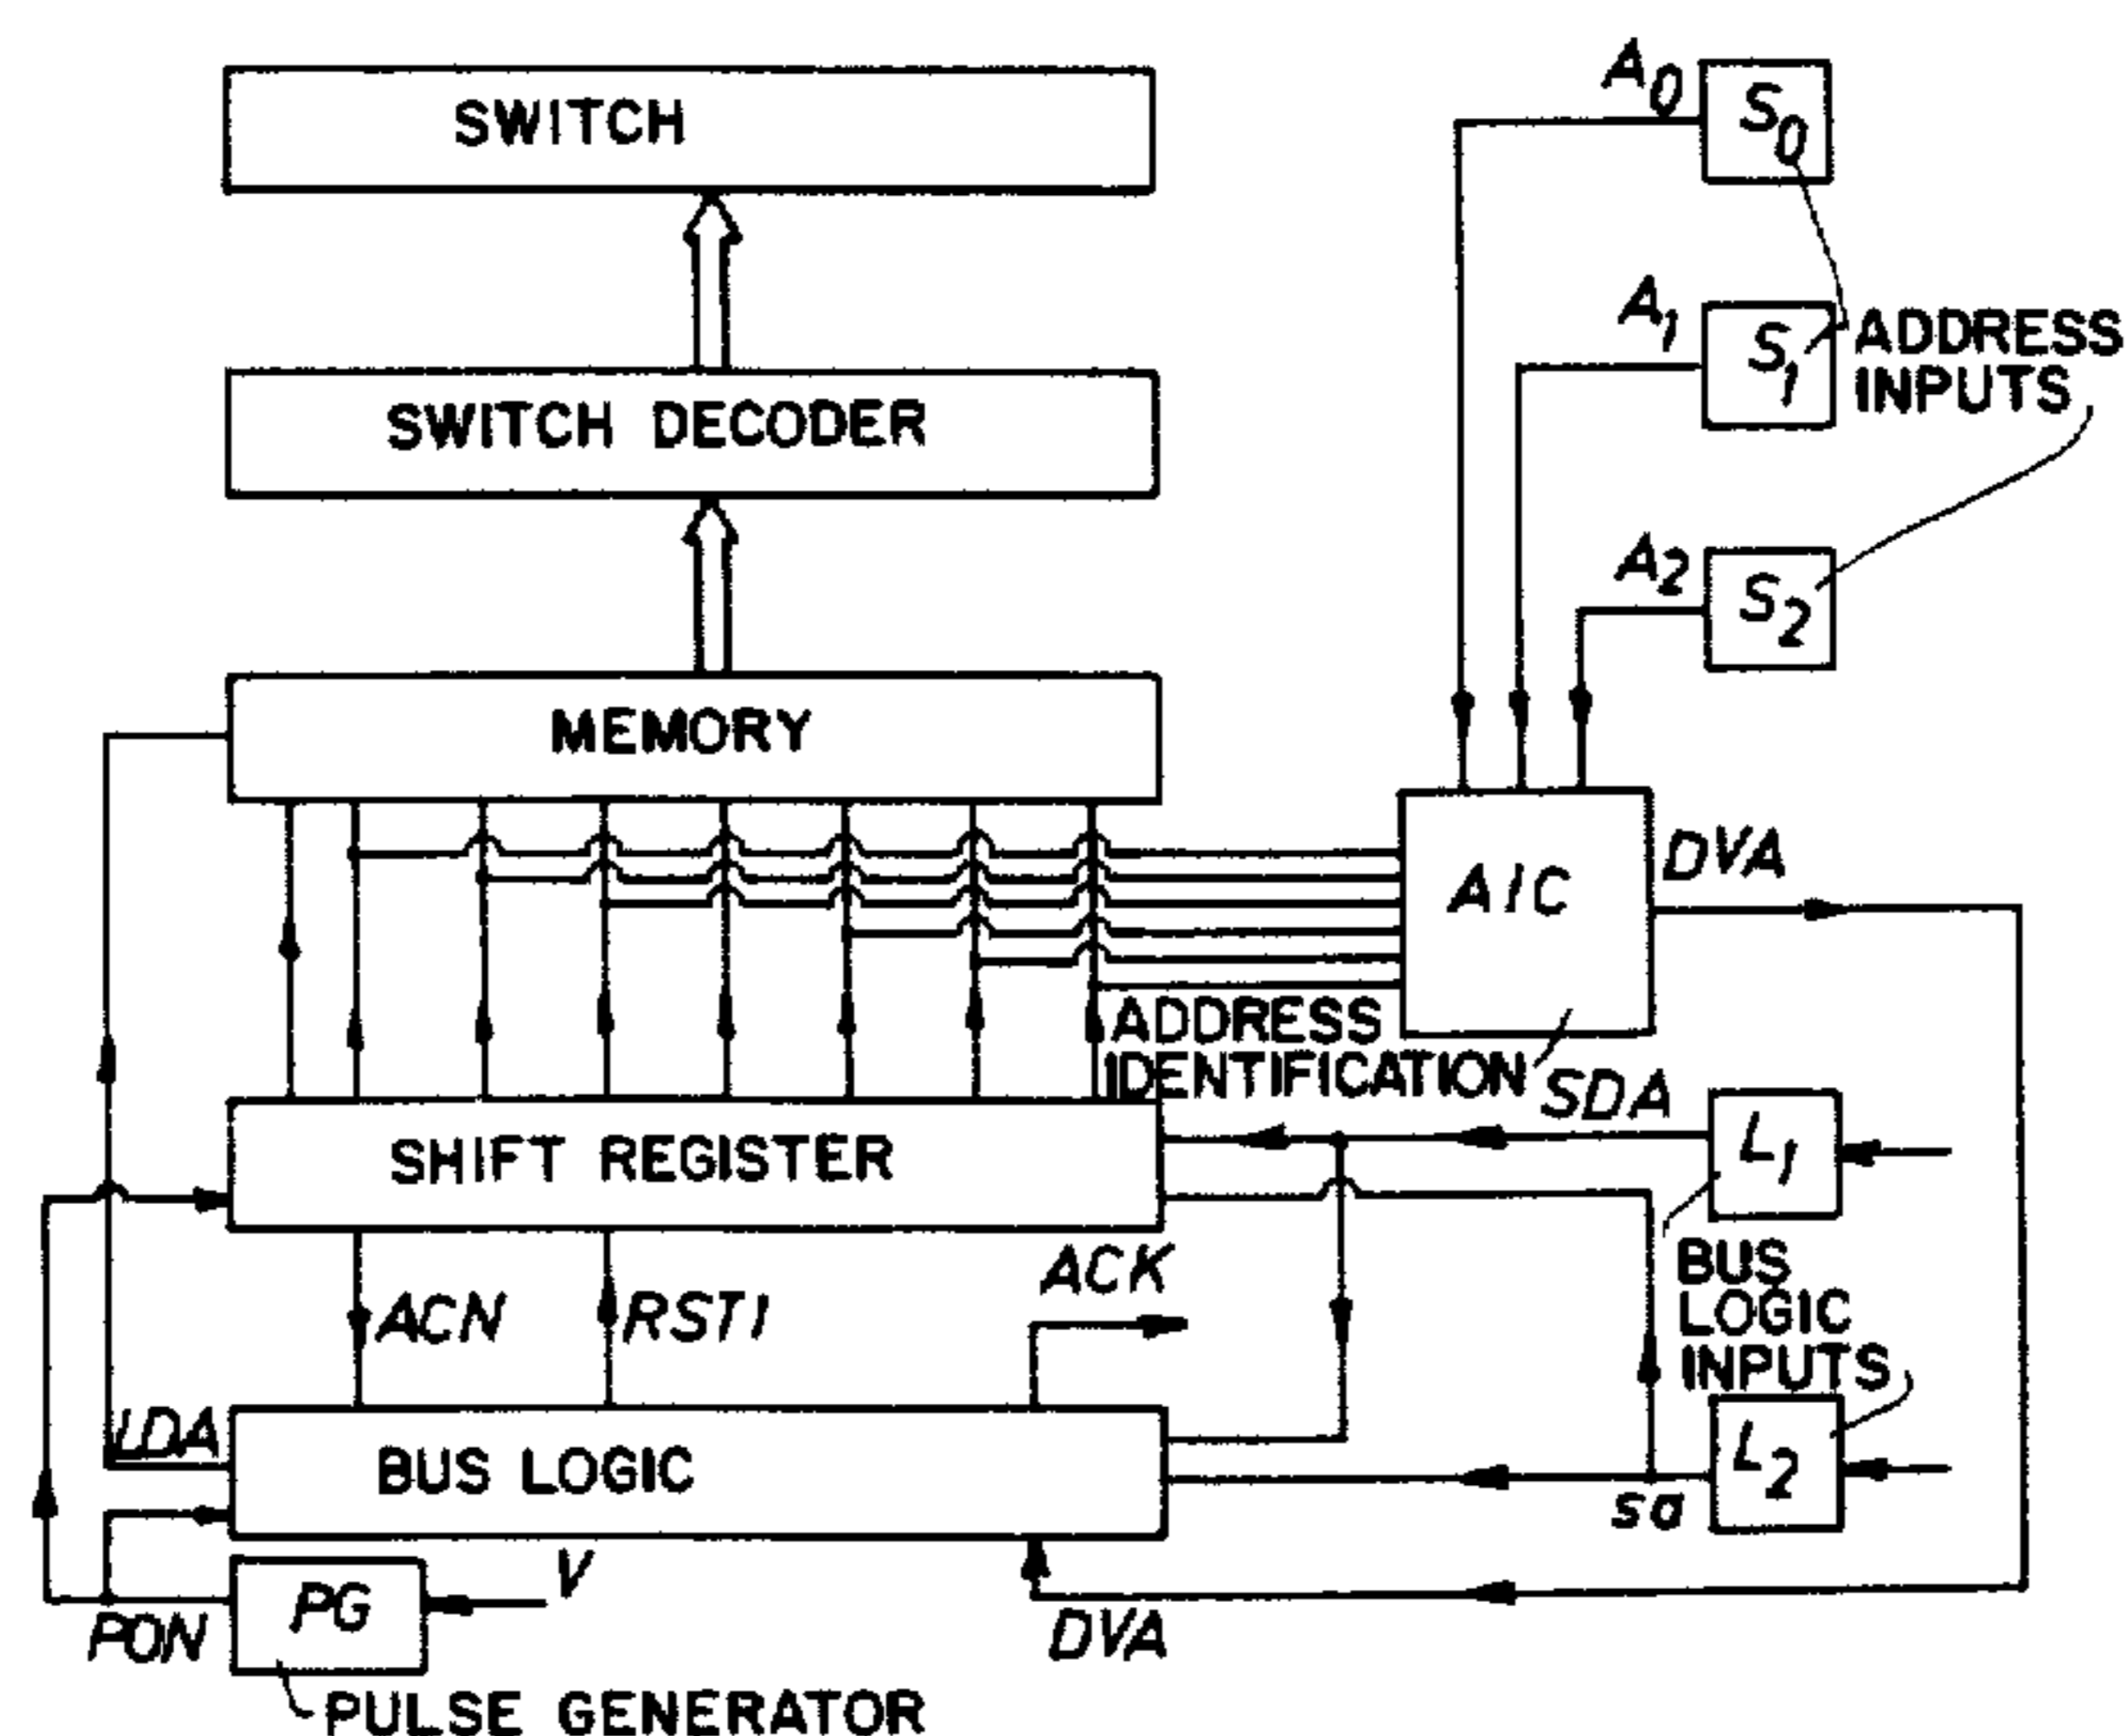 SWITCH
A0
S0
A1
S1
ADDRESS
INPUTS
SWITCH DECODER
A2
S2
MEMORY
AIC
DVA
ADDRESS
IDENTIFICATION
SDA
L1
SHIFT REGISTER
BUS
LOGIC
INPUTS
ACN
RST1
ACK
LDA
BUS LOGIC
L2
sa
PON
PG
V
DVA
PULSE GENERATOR